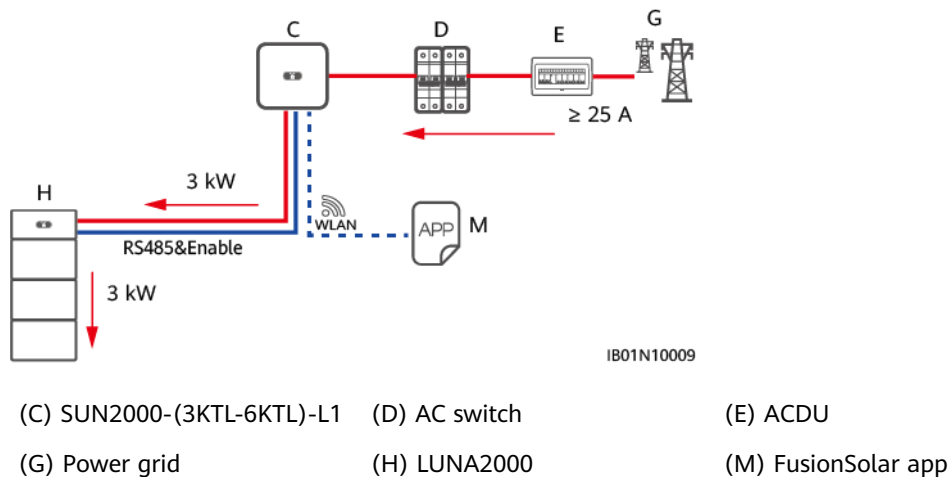 C
D
E
G
≥ 25 A
H
3 kW
WLAN
APP
M
RS485&Enable
3 kW
IB01N10009
(C) SUN2000-(3KTL-6KTL)-L1 (D) AC switch (E) ACDU
(G) Power grid (H) LUNA2000 (M) FusionSolar app